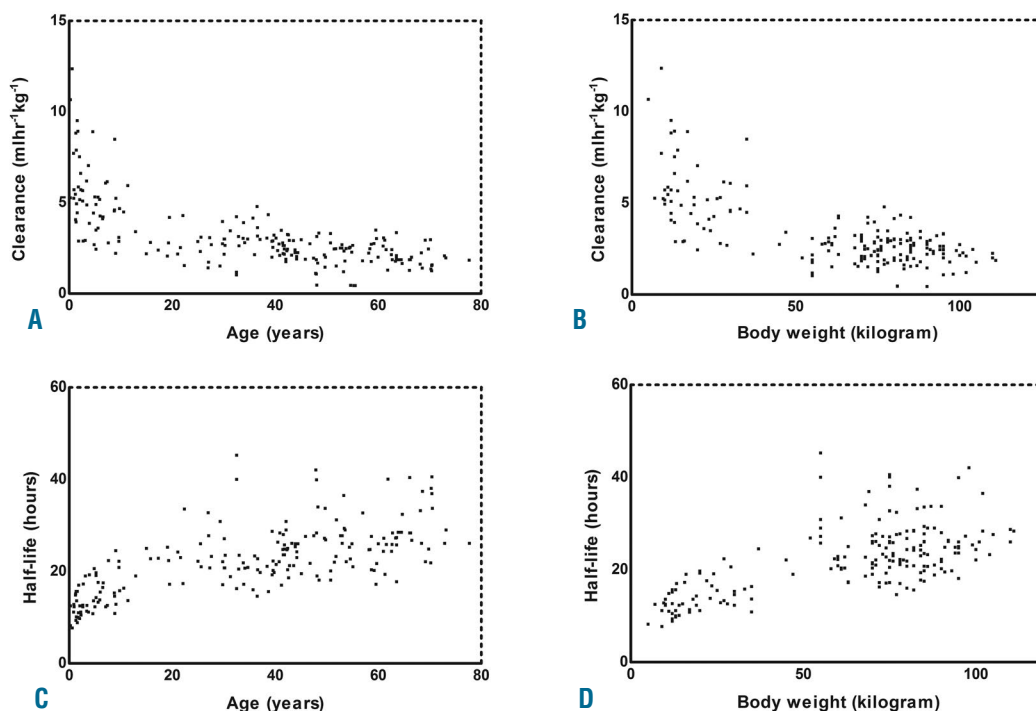 15
10
5
0
Clearance (mlhr⁻¹kg⁻¹)
0 20 40 60 80
Age (years)
A
15
10
5
0
Clearance (mlhr⁻¹kg⁻¹)
0 50 100
Body weight (kilogram)
B
60
40
20
0
Half-life (hours)
0 20 40 60 80
Age (years)
C
60
40
20
0
Half-life (hours)
0 50 100
Body weight (kilogram)
D